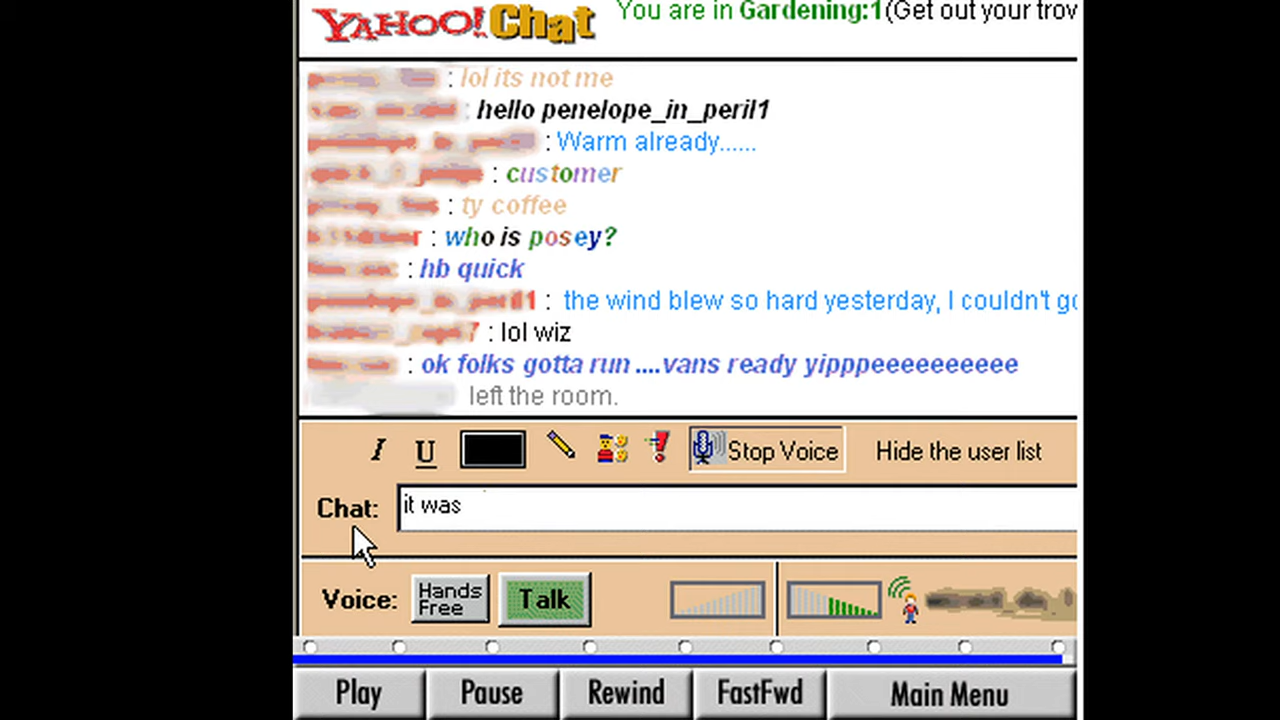 YAHOO! Chat
You are in Gardening:1(Get out your trov
: lol its not me
: hello penelope_in_peril1
: Warm already......
: customer
: ty coffee
: who is posey?
: hb quick
: the wind blew so hard yesterday, I couldn't go
: lol wiz
: ok folks gotta run ....vans ready yipppeeeeeeeeeee
left the room.
I U Stop Voice Hide the user list
Chat: it was
Voice: Hands Free Talk
Play Pause Rewind FastFwd Main Menu